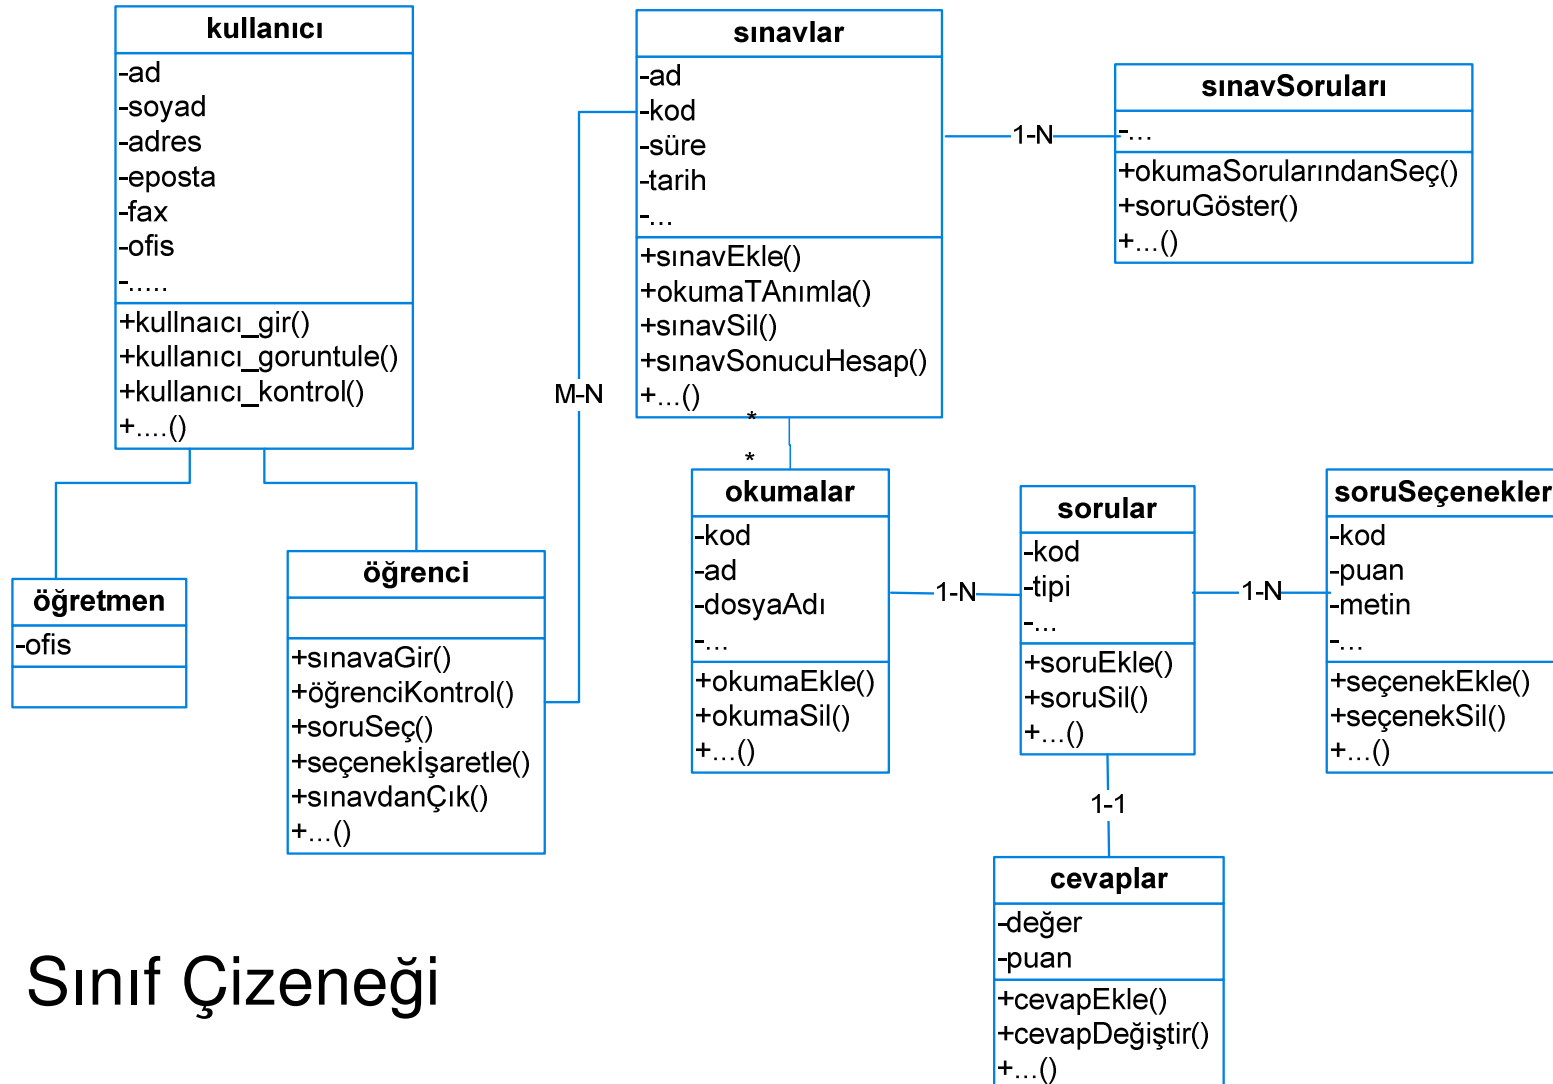 kullanıcı
-ad
-soyad
-adres
-eposta
-fax
-ofis
-.....
+kullnaıcı_gir()
+kullanıcı_goruntule()
+kullanıcı_kontrol()
+....()
öğretmen
-ofis
öğrenci
+sınavaGir()
+öğrenciKontrol()
+soruSeç()
+seçenekİşaretle()
+sınavdanÇık()
+...()
M-N
sınavlar
-ad
-kod
-süre
-tarih
-...
+sınavEkle()
+okumaTAnımla()
+sınavSil()
+sınavSonucuHesap()
+...()
1-N
sınavSoruları
-...
+okumaSorularındanSeç()
+soruGöster()
+...()
*
*
okumalar
-kod
-ad
-dosyaAdı
-...
+okumaEkle()
+okumaSil()
+...()
1-N
sorular
-kod
-tipi
-...
+soruEkle()
+soruSil()
+...()
1-N
soruSeçenekler
-kod
-puan
-metin
-...
+seçenekEkle()
+seçenekSil()
+...()
1-1
cevaplar
-değer
-puan
+cevapEkle()
+cevapDeğiştir()
+...()
Sınıf Çizeneği